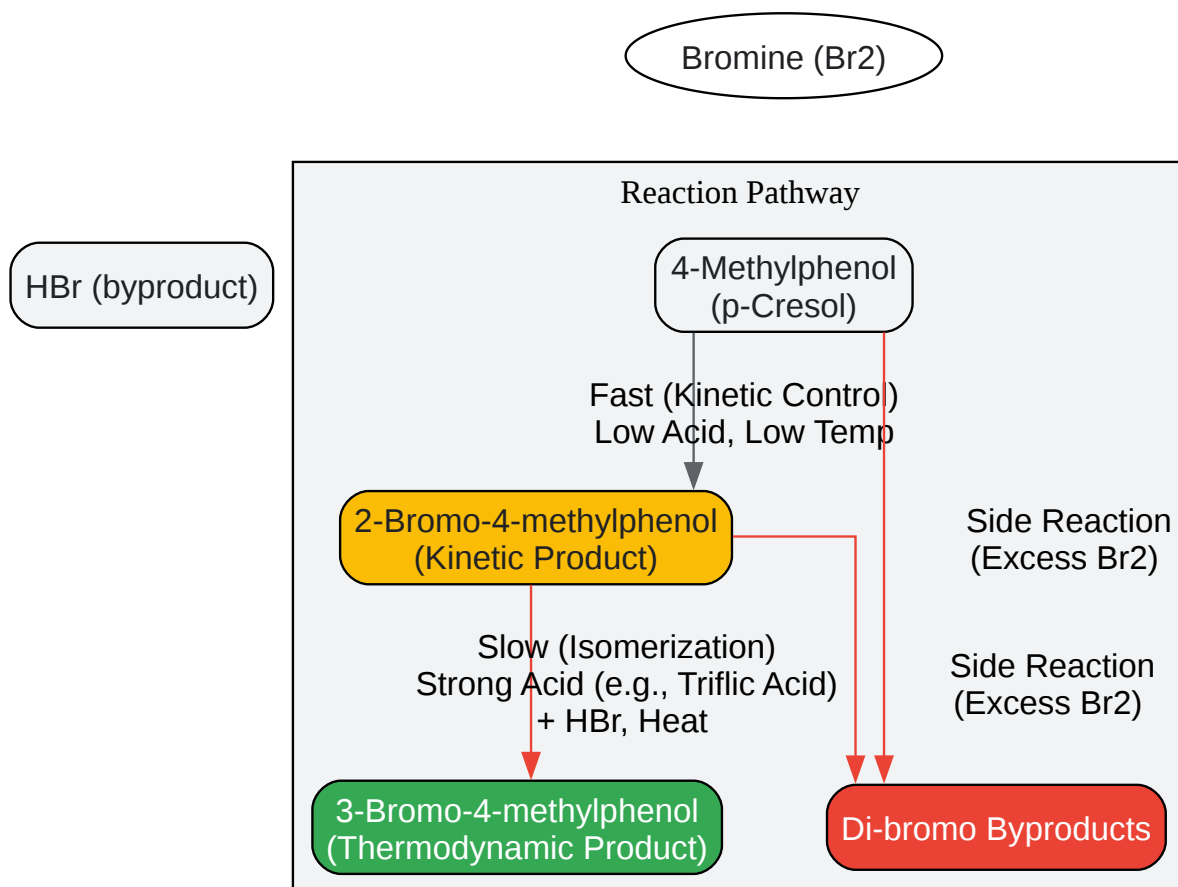 Bromine (Br2)
Reaction Pathway
HBr (byproduct)
4-Methylphenol
(p-Cresol)
Fast (Kinetic Control)
Low Acid, Low Temp
2-Bromo-4-methylphenol
(Kinetic Product)
Side Reaction
(Excess Br2)
Slow (Isomerization)
Strong Acid (e.g., Triflic Acid)
+ HBr, Heat
Side Reaction
(Excess Br2)
3-Bromo-4-methylphenol
(Thermodynamic Product)
Di-bromo Byproducts